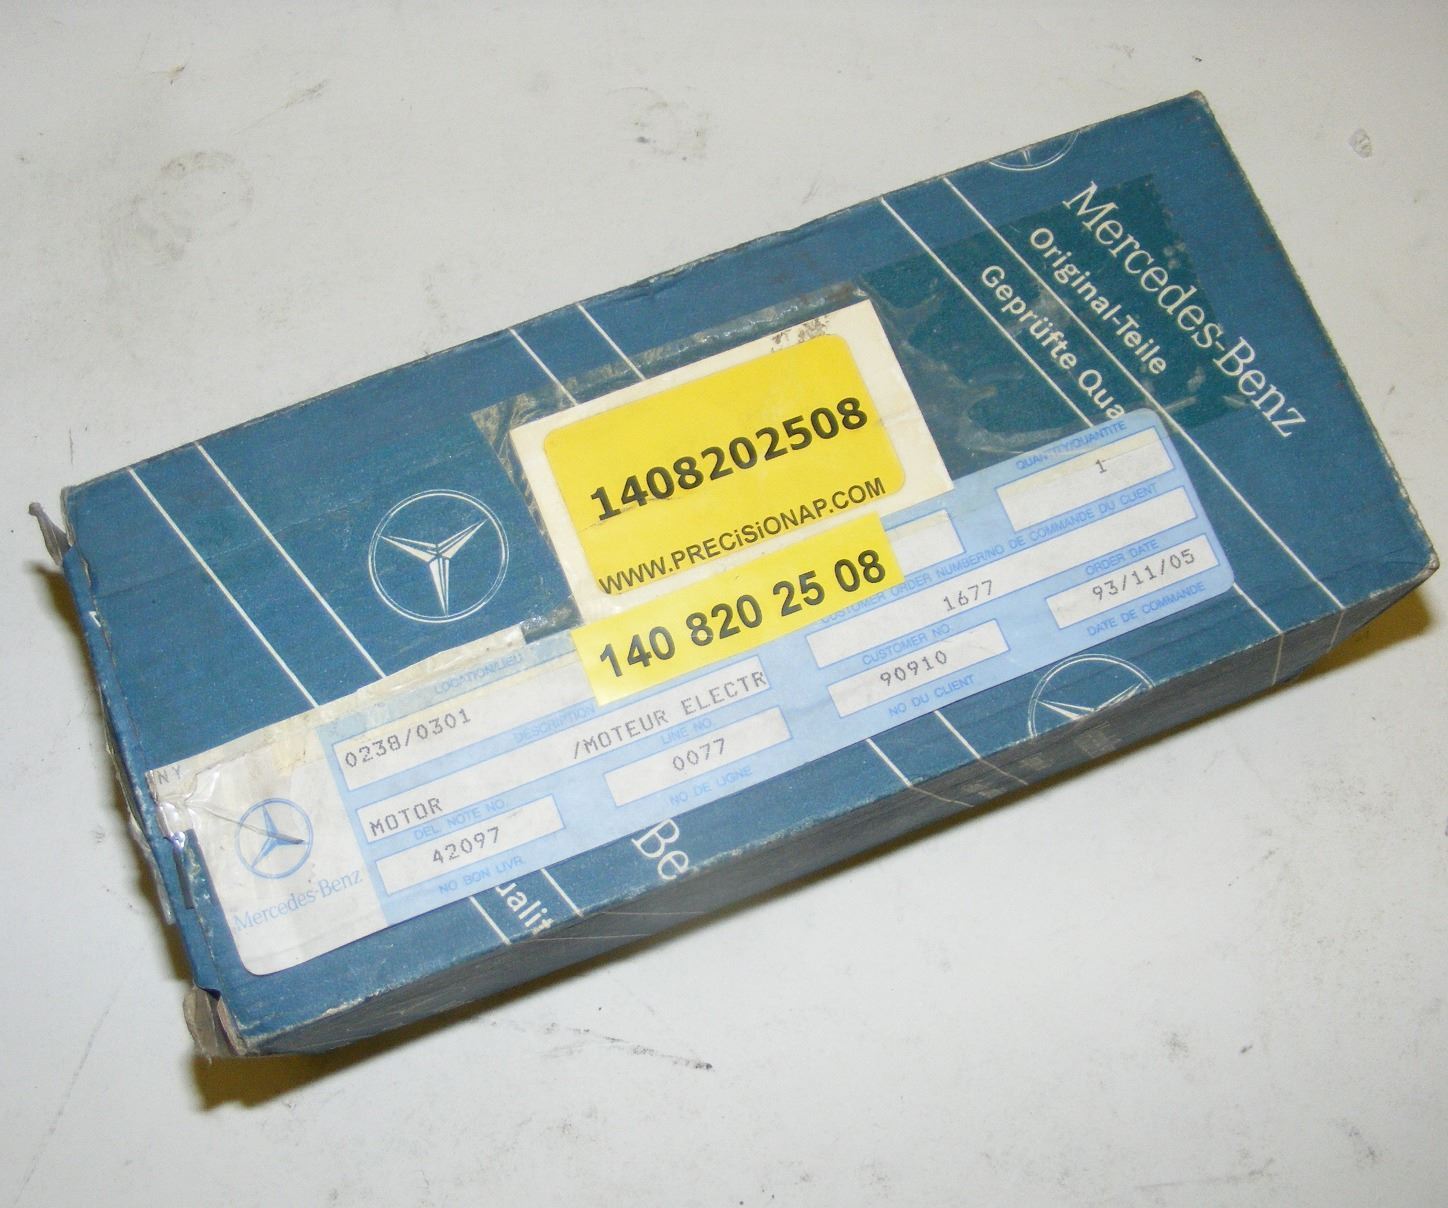 Mercedes-Benz
Original-Teile
Geprüfte Qua
1408202508
WWW.PRECiSiONAP.COM
140 820 25 08
QUANTITY/QUANTITE
1
CUSTOMER ORDER NUMBER/NO DE COMMANDE DU CLIENT
1677
ORDER DATE
93/11/05
DATE DE COMMANDE
CUSTOMER NO.
90910
NO DU CLIENT
LOCATION/LIEU
0238/0301
DESCRIPTION
MOTOR /MOTEUR ELECTR
LINE NO.
0077
NO DE LIGNE
DEL NOTE NO.
42097
NO BON LIVR.
NY
Mercedes-Benz
Be
ualit